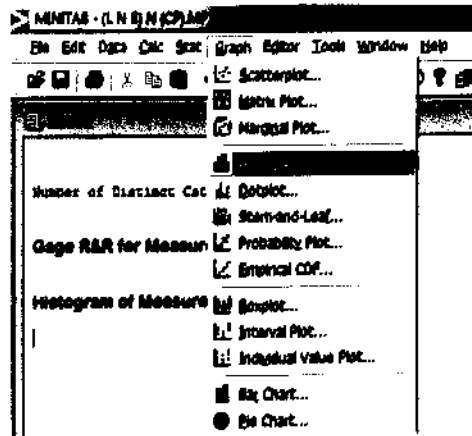 MINITAB -
File Edit Data Calc Stat Graph Editor Tools Window Help
Scatterplot...
Matrix Plot...
Marginal Plot...
Dotplot...
Number of Distinct Cat
Stem-and-Leaf...
Gage R&R for Measur
Probability Plot...
Empirical CDF...
Histogram of Measure
Boxplot...
Interval Plot...
Individual Value Plot...
Bar Chart...
Pie Chart...